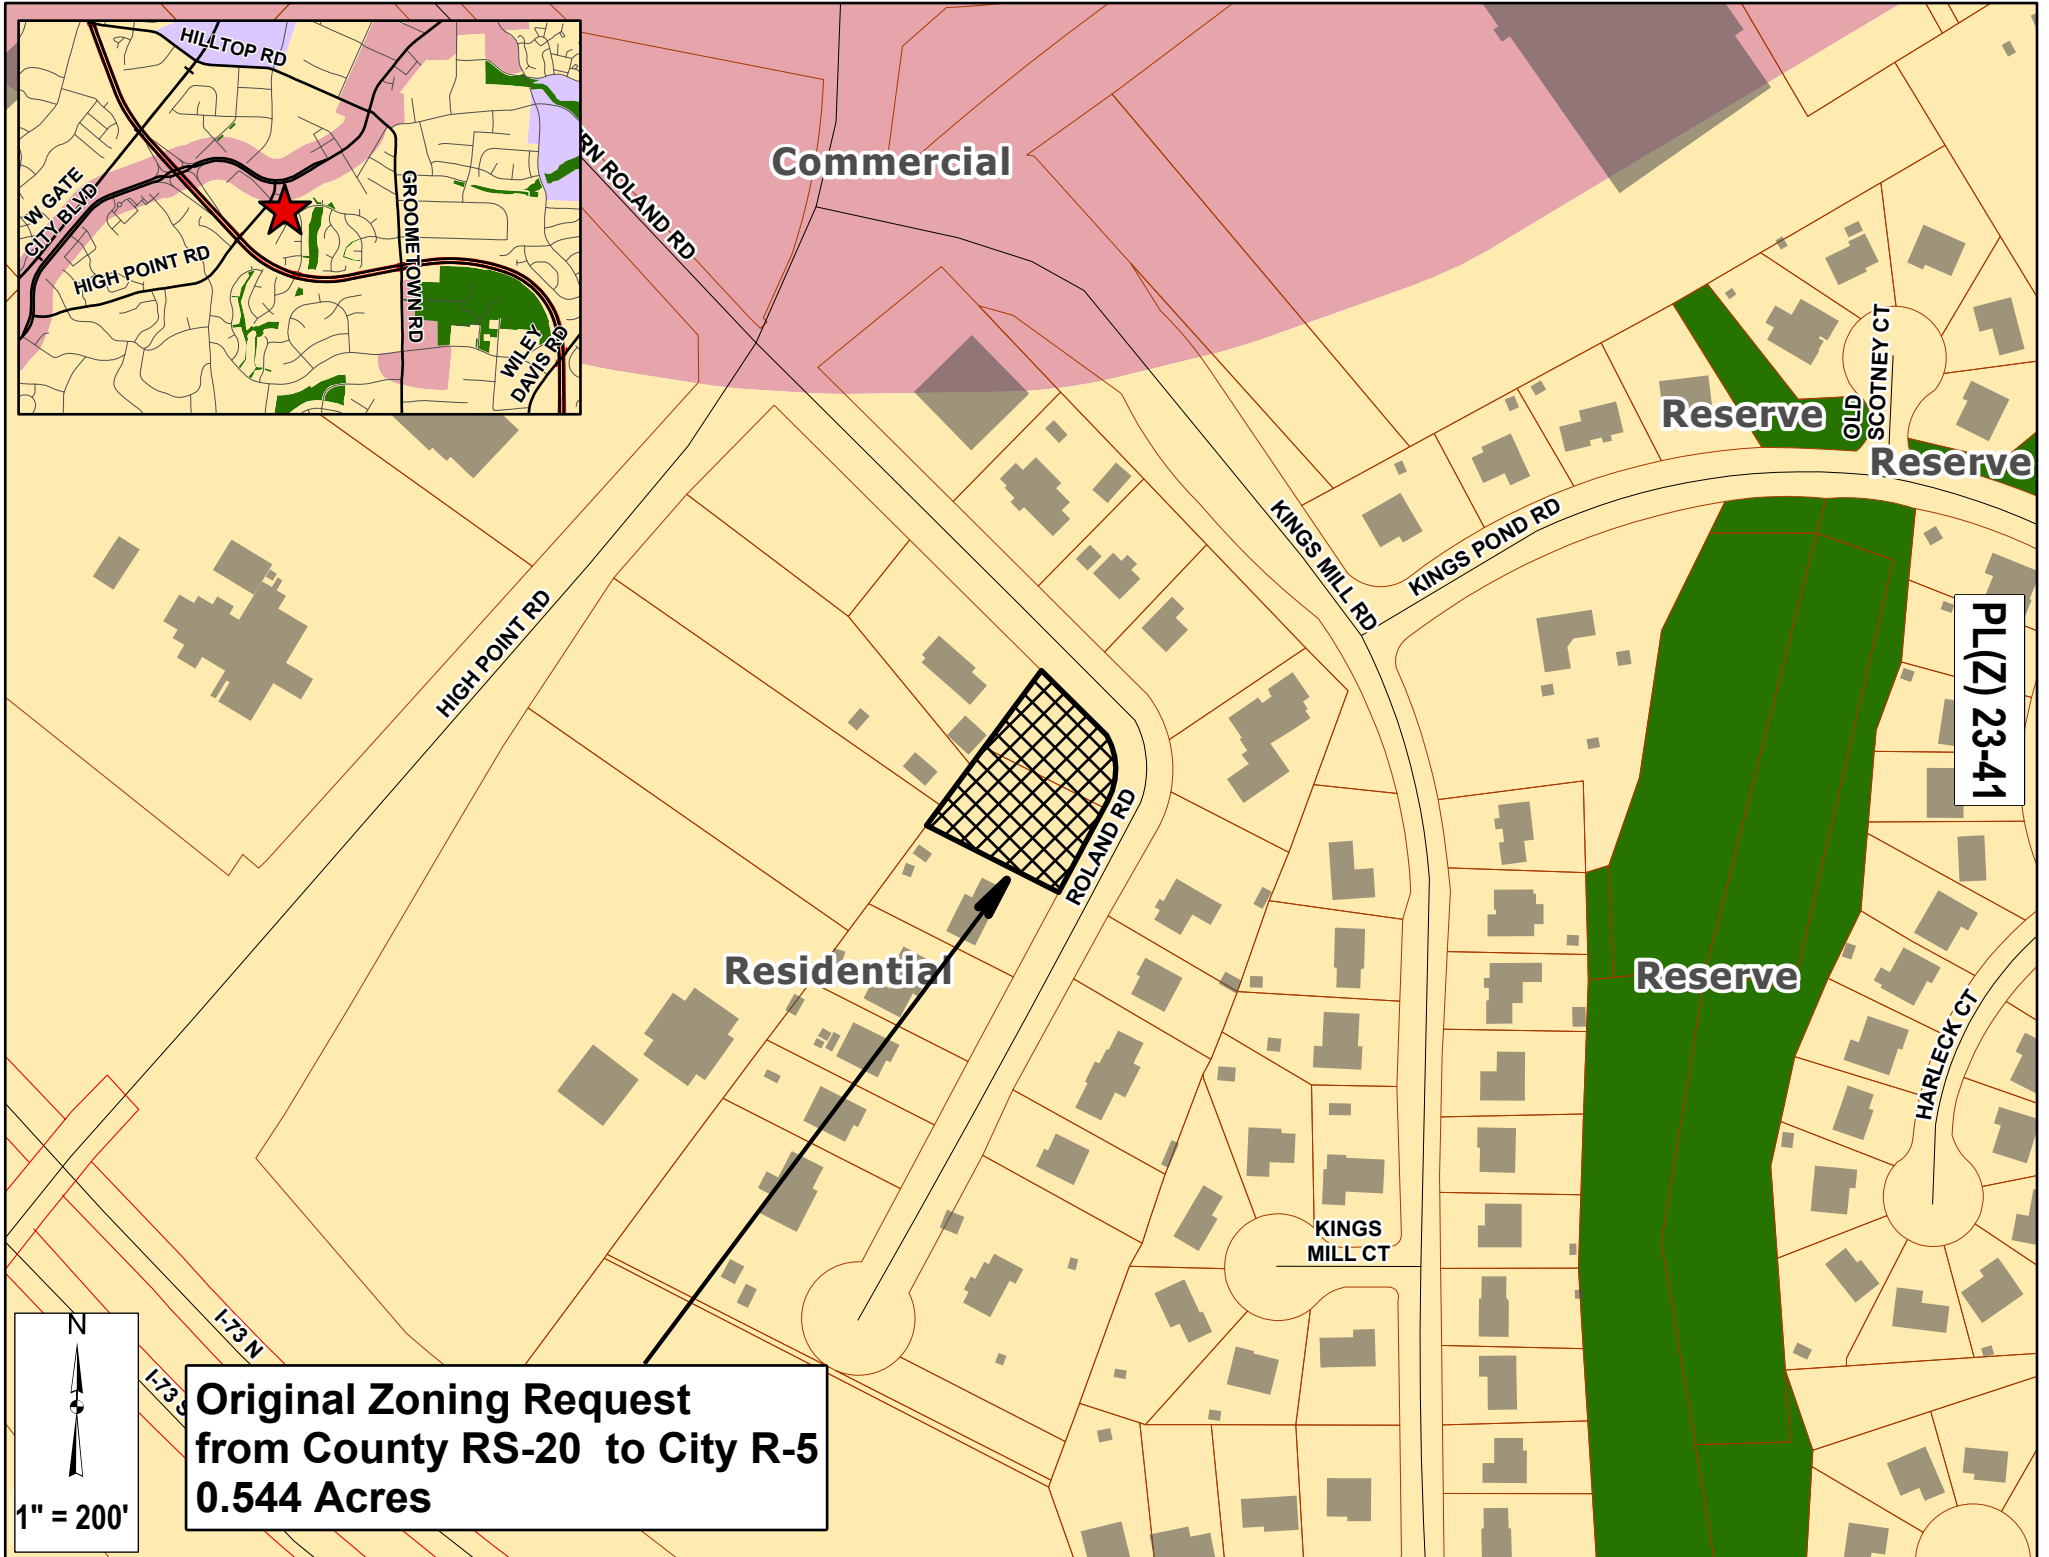 HILLTOP RD
W GATE
CITY BLVD
HIGH POINT RD
GROOMETOWN RD
WILEY
DAVIS RD
RN ROLAND RD
Commercial
OLD
SCOTNEY CT
Reserve
Reserve
KINGS POND RD
KINGS MILL RD
HIGH POINT RD
PL(Z) 23-41
ROLAND RD
Residential
Reserve
HARLECK CT
KINGS
MILL CT
I-73 N
I-73 S
N
1" = 200'
Original Zoning Request
from County RS-20 to City R-5
0.544 Acres